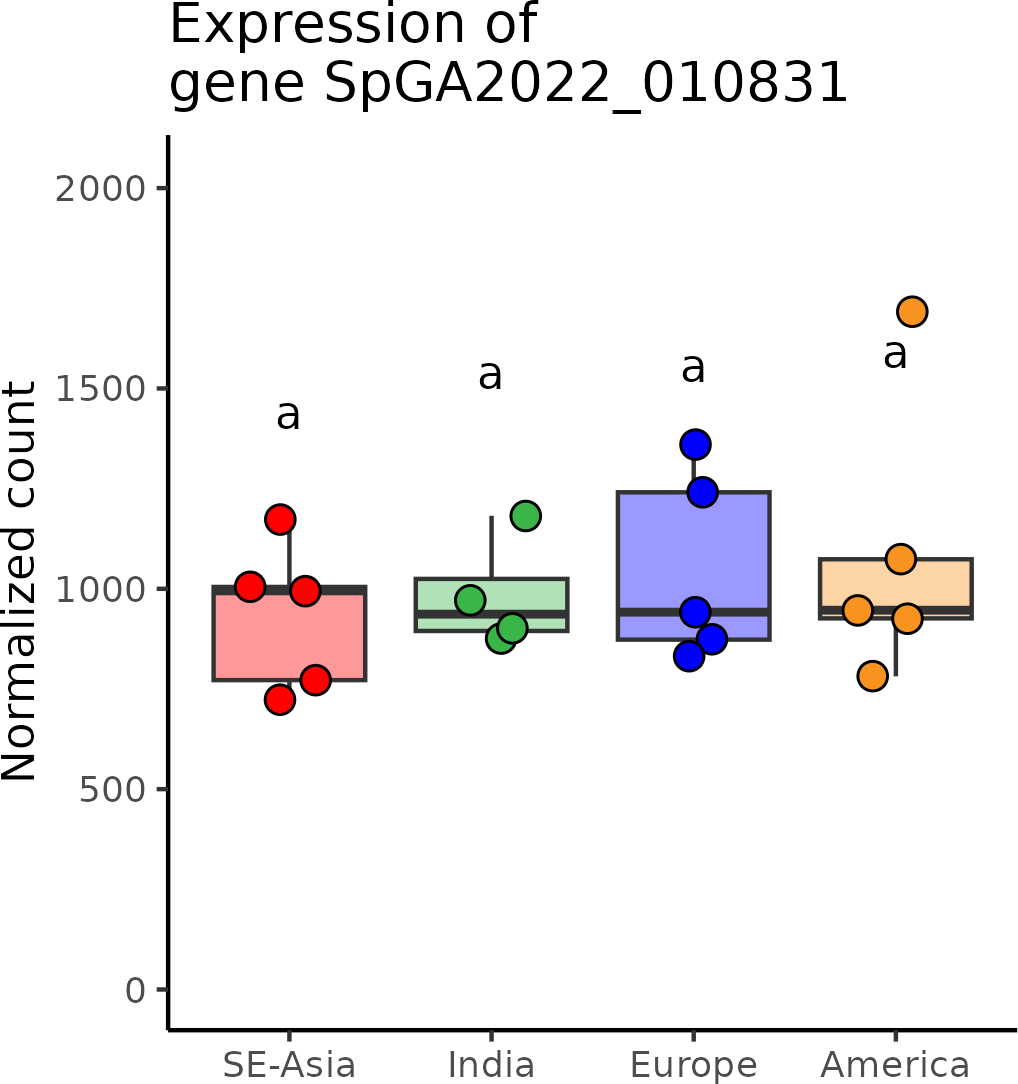 Expression of
gene SpGA2022_010831
Normalized count
2000
1500
1000
500
0
a
a
a
a
SE-Asia
India
Europe
America